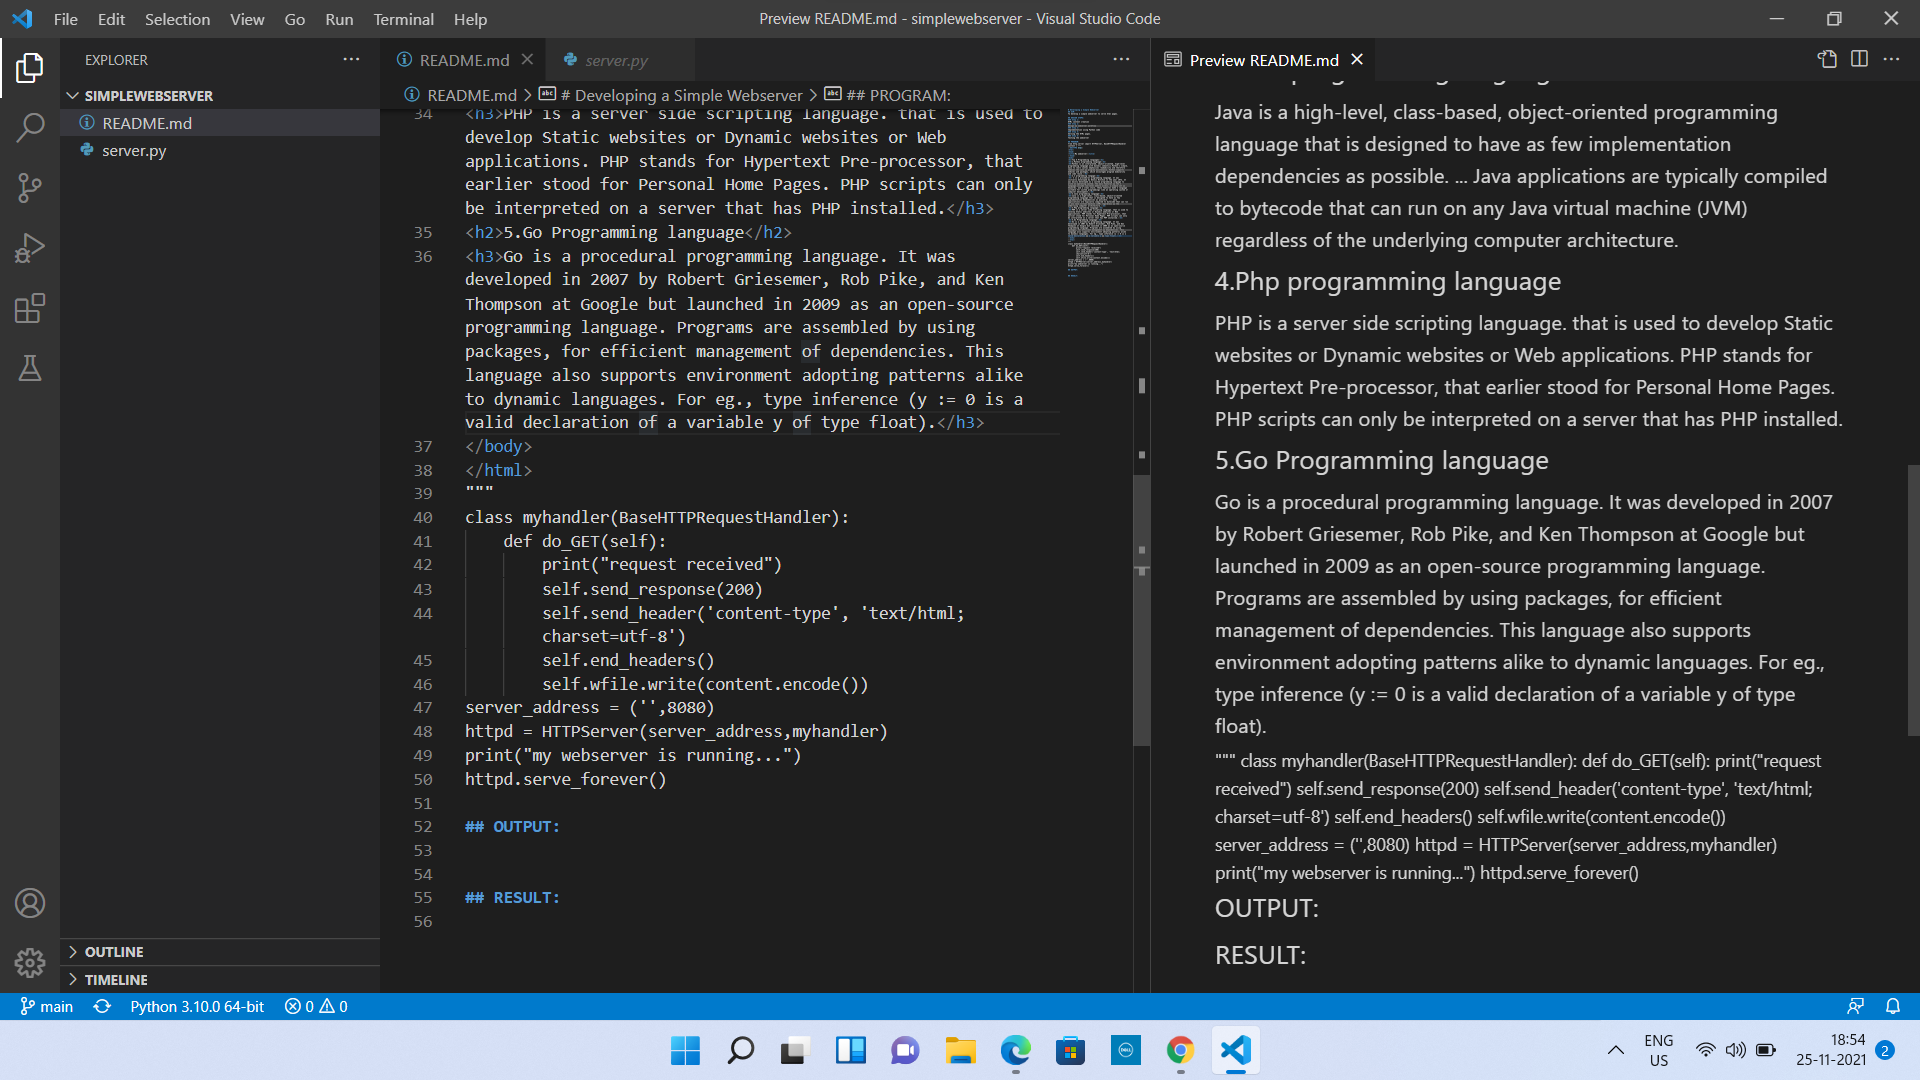 File Edit Selection View Go Run Terminal Help
Preview README.md - simplewebserver - Visual Studio Code
EXPLORER
SIMPLEWEBSERVER
README.md
server.py
OUTLINE
TIMELINE
README.md
server.py
README.md > # Developing a Simple Webserver > ## PROGRAM:
34 <h3>PHP is a server side scripting language. that is used to
develop Static websites or Dynamic websites or Web
applications. PHP stands for Hypertext Pre-processor, that
earlier stood for Personal Home Pages. PHP scripts can only
be interpreted on a server that has PHP installed.</h3>
35 <h2>5.Go Programming language</h2>
36 <h3>Go is a procedural programming language. It was
developed in 2007 by Robert Griesemer, Rob Pike, and Ken
Thompson at Google but launched in 2009 as an open-source
programming language. Programs are assembled by using
packages, for efficient management of dependencies. This
language also supports environment adopting patterns alike
to dynamic languages. For eg., type inference (y := 0 is a
valid declaration of a variable y of type float).</h3>
37 </body>
38 </html>
39 """
40 class myhandler(BaseHTTPRequestHandler):
41 def do_GET(self):
42 print("request received")
43 self.send_response(200)
44 self.send_header('content-type', 'text/html;
charset=utf-8')
45 self.end_headers()
46 self.wfile.write(content.encode())
47 server_address = ('',8080)
48 httpd = HTTPServer(server_address,myhandler)
49 print("my webserver is running...")
50 httpd.serve_forever()
51
52 ## OUTPUT:
53
54
55 ## RESULT:
56
Preview README.md
Java is a high-level, class-based, object-oriented programming
language that is designed to have as few implementation
dependencies as possible. ... Java applications are typically compiled
to bytecode that can run on any Java virtual machine (JVM)
regardless of the underlying computer architecture.
4.Php programming language
PHP is a server side scripting language. that is used to develop Static
websites or Dynamic websites or Web applications. PHP stands for
Hypertext Pre-processor, that earlier stood for Personal Home Pages.
PHP scripts can only be interpreted on a server that has PHP installed.
5.Go Programming language
Go is a procedural programming language. It was developed in 2007
by Robert Griesemer, Rob Pike, and Ken Thompson at Google but
launched in 2009 as an open-source programming language.
Programs are assembled by using packages, for efficient
management of dependencies. This language also supports
environment adopting patterns alike to dynamic languages. For eg.,
type inference (y := 0 is a valid declaration of a variable y of type
float).
""" class myhandler(BaseHTTPRequestHandler): def do_GET(self): print("request
received") self.send_response(200) self.send_header('content-type', 'text/html;
charset=utf-8') self.end_headers() self.wfile.write(content.encode())
server_address = ('',8080) httpd = HTTPServer(server_address,myhandler)
print("my webserver is running...") httpd.serve_forever()
OUTPUT:
RESULT:
main
Python 3.10.0 64-bit
0 0
DELL
ENG
US
18:54
25-11-2021
2